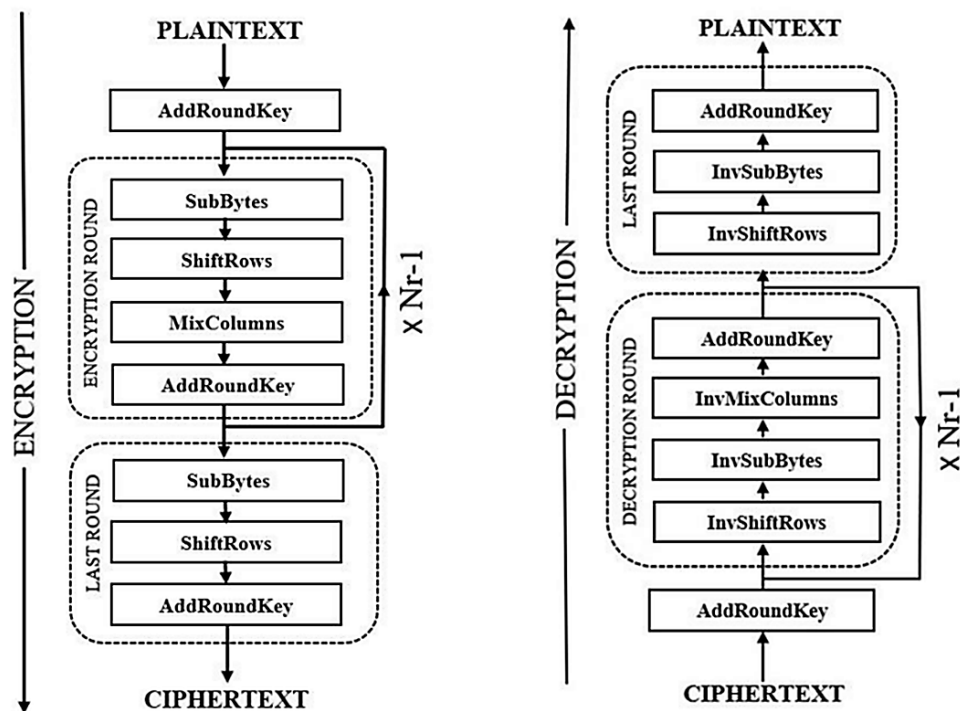 ENCRYPTION
PLAINTEXT
AddRoundKey
ENCRYPTION ROUND
SubBytes
ShiftRows
MixColumns
AddRoundKey
X Nr-1
LAST ROUND
SubBytes
ShiftRows
AddRoundKey
CIPHERTEXT
DECRYPTION
PLAINTEXT
LAST ROUND
AddRoundKey
InvSubBytes
InvShiftRows
DECRYPTION ROUND
AddRoundKey
InvMixColumns
InvSubBytes
InvShiftRows
X Nr-1
AddRoundKey
CIPHERTEXT